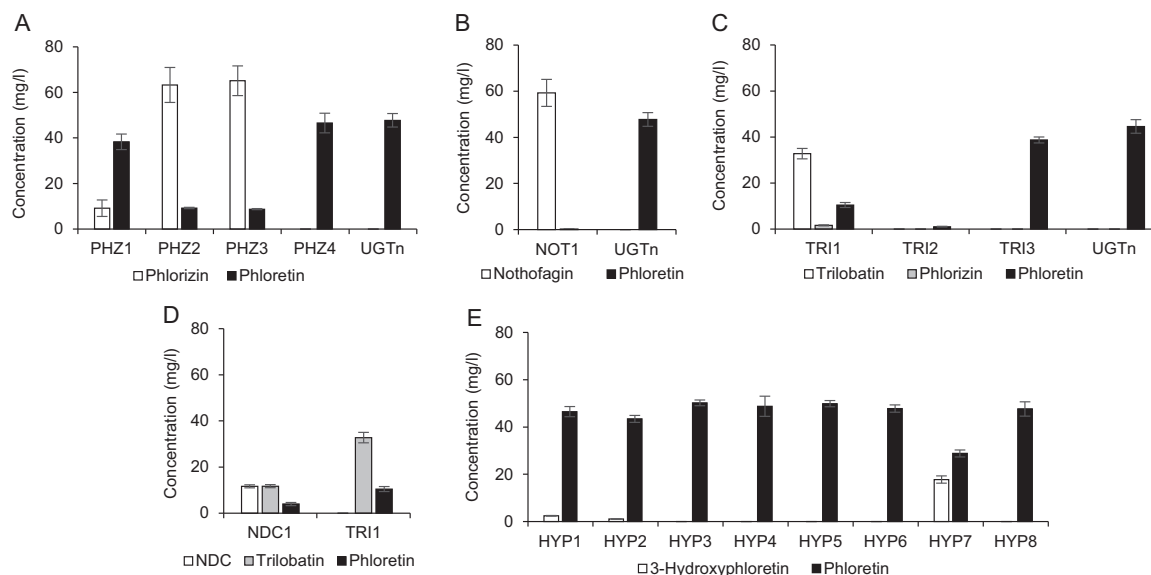 A
Concentration (mg/l)
80
60
40
20
0
PHZ1 PHZ2 PHZ3 PHZ4 UGTn
Phlorizin Phloretin
B
Concentration (mg/l)
80
60
40
20
0
NOT1 UGTn
Nothofagin Phloretin
C
Concentration (mg/l)
80
60
40
20
0
TRI1 TRI2 TRI3 UGTn
Trilobatin Phlorizin Phloretin
D
Concentration (mg/l)
80
60
40
20
0
NDC1 TRI1
NDC Trilobatin Phloretin
E
Concentration (mg/l)
80
60
40
20
0
HYP1 HYP2 HYP3 HYP4 HYP5 HYP6 HYP7 HYP8
3-Hydroxyphloretin Phloretin